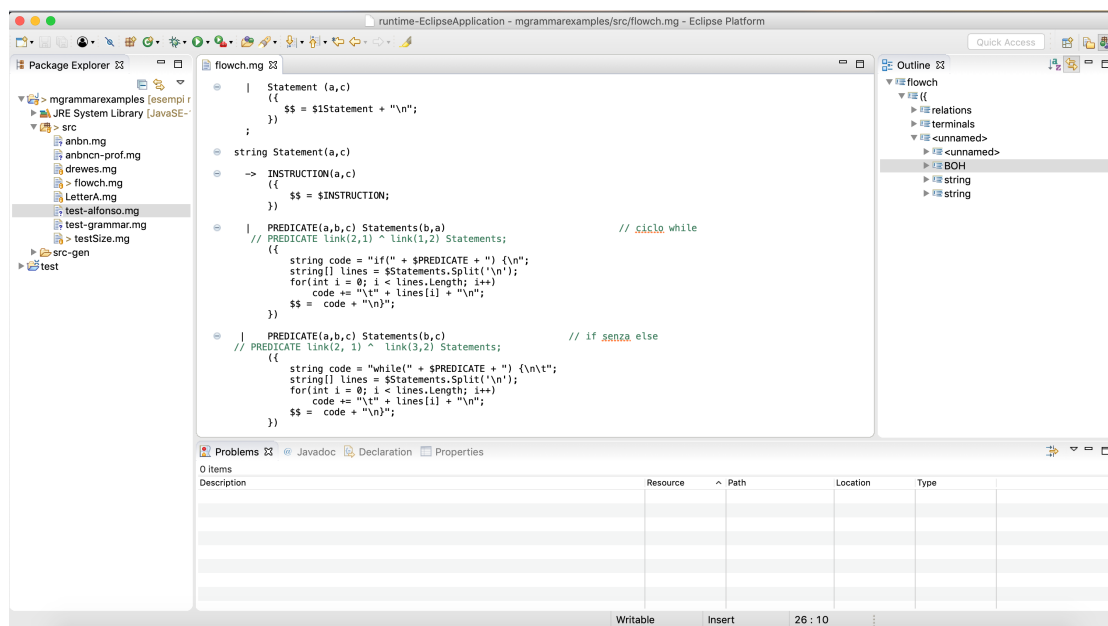 runtime-EclipseApplication - mgrammarexamples/src/flowch.mg - Eclipse Platform
Quick Access
Package Explorer
> mgrammarexamples [esempi r
JRE System Library [JavaSE-
> src
anbn.mg
anbncn-prof.mg
drewes.mg
> flowch.mg
LetterA.mg
test-alfonso.mg
test-grammar.mg
> testSize.mg
src-gen
test
flowch.mg
|   Statement (a,c)
({
$$ = $1Statement + "\n";
})
;
string Statement(a,c)
->  INSTRUCTION(a,c)
({
$$ = $INSTRUCTION;
})
|   PREDICATE(a,b,c) Statements(b,a)   // ciclo while
// PREDICATE link(2,1) ^ link(1,2) Statements;
({
string code = "if(" + $PREDICATE + ") {\n";
string[] lines = $Statements.Split('\n');
for(int i = 0; i < lines.Length; i++)
code += "\t" + lines[i] + "\n";
$$ =  code + "\n}";
})
|   PREDICATE(a,b,c) Statements(b,c)   // if senza else
// PREDICATE link(2, 1) ^  link(3,2) Statements;
({
string code = "while(" + $PREDICATE + ") {\n\t";
string[] lines = $Statements.Split('\n');
for(int i = 0; i < lines.Length; i++)
code += "\t" + lines[i] + "\n";
$$ =  code + "\n}";
})
Outline
flowch
({
relations
terminals
<unnamed>
<unnamed>
BOH
string
string
Problems   @ Javadoc   Declaration   Properties
0 items
Description   Resource   Path   Location   Type
Writable   Insert   26 : 10